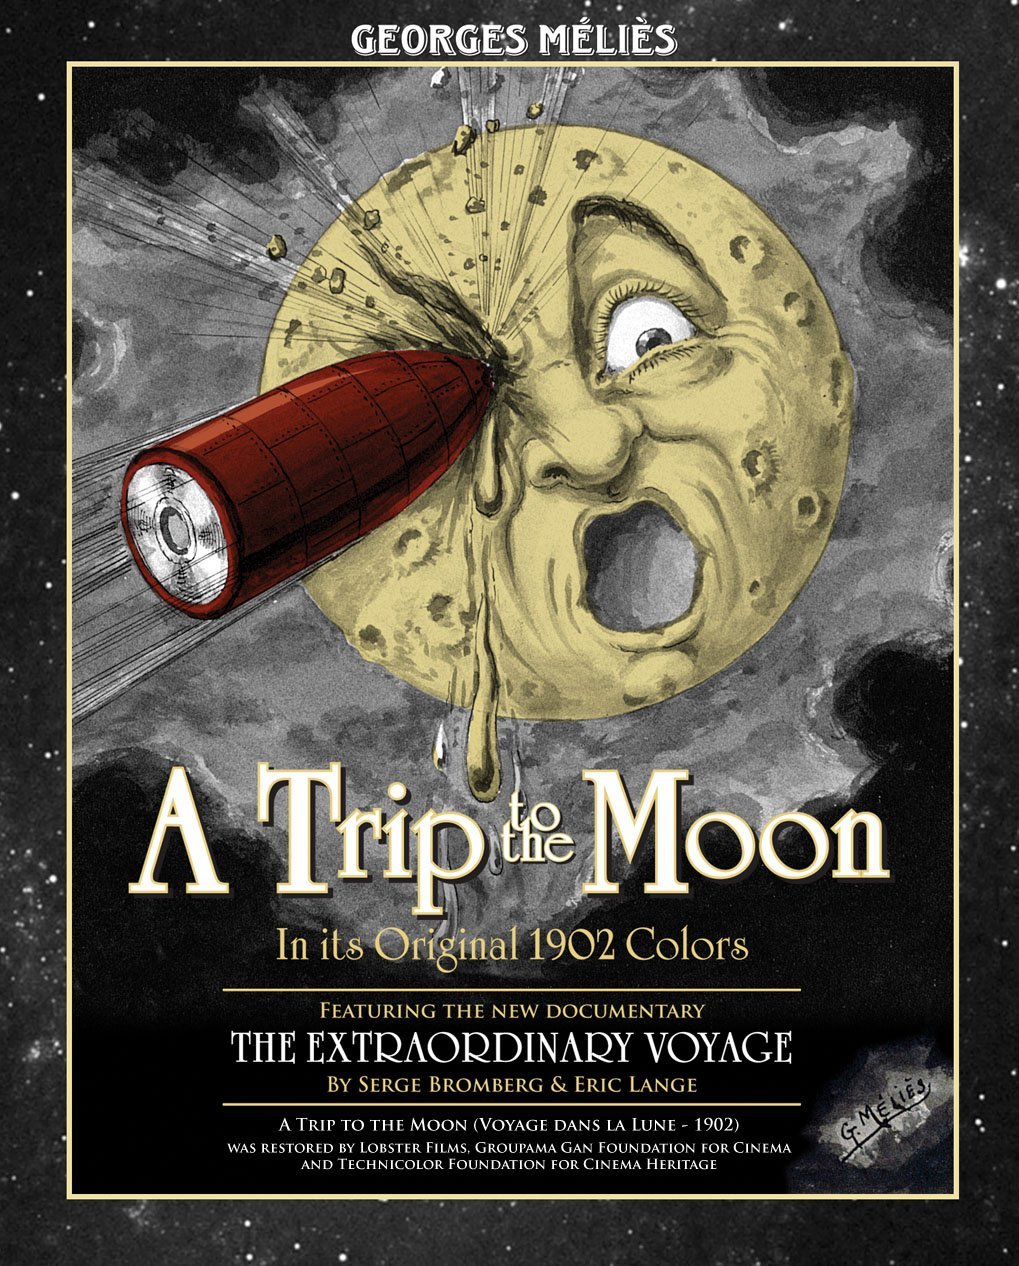 GEORGES MÉLIÈS
A Trip to the Moon
In its Original 1902 Colors
FEATURING THE NEW DOCUMENTARY
THE EXTRAORDINARY VOYAGE
BY SERGE BROMBERG & ERIC LANGE
A TRIP TO THE MOON (VOYAGE DANS LA LUNE - 1902)
WAS RESTORED BY LOBSTER FILMS, GROUPAMA GAN FOUNDATION FOR CINEMA
AND TECHNICOLOR FOUNDATION FOR CINEMA HERITAGE
G. MÉLIÈS